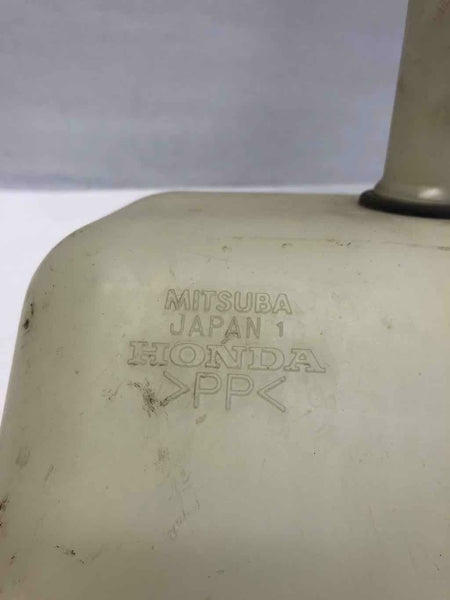 MITSUBA
JAPAN 1
HONDA
>PP<